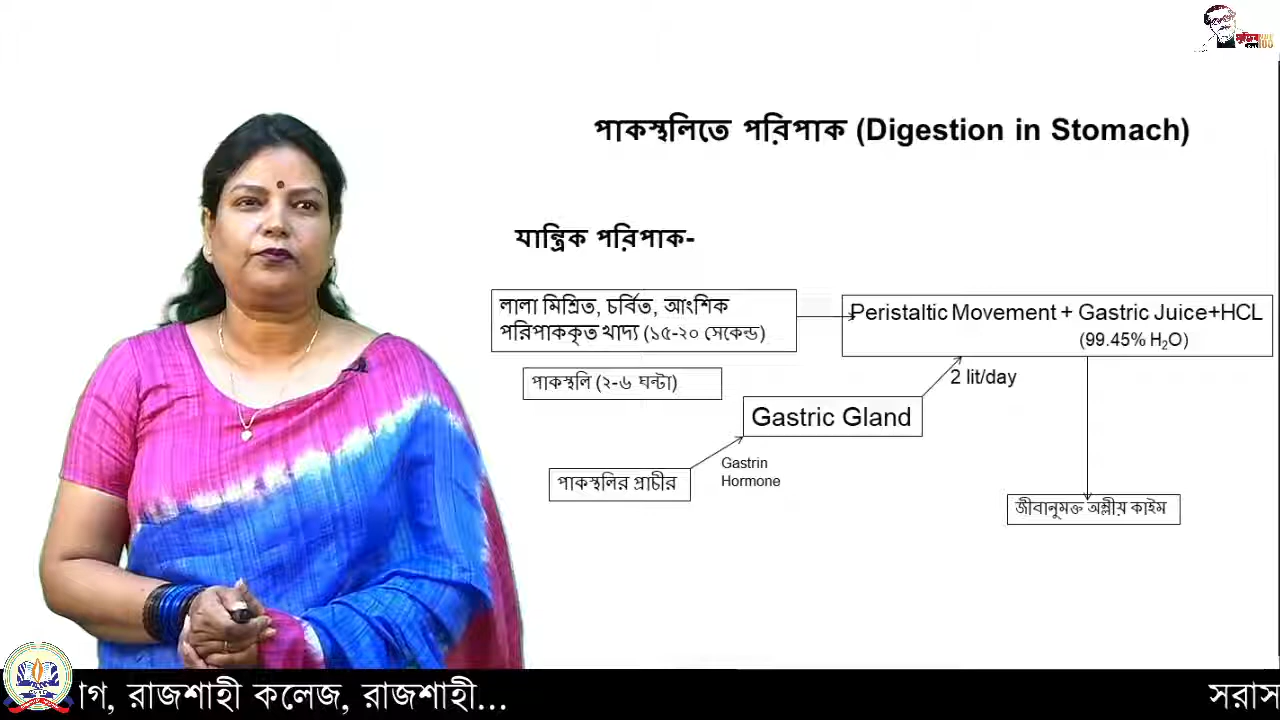 পাকস্থলিতে পরিপাক (Digestion in Stomach)
যান্ত্রিক পরিপাক-
লালা মিশ্রিত, চর্বিত, আংশিক
পরিপাককৃত খাদ্য (১৫-২০ সেকেন্ড)
Peristaltic Movement + Gastric Juice+HCL
(99.45% H₂O)
পাকস্থলি (২-৬ ঘন্টা)
2 lit/day
Gastric Gland
Gastrin
Hormone
পাকস্থলির প্রাচীর
জীবানুমক্ত অম্লীয় কাইম
াগ, রাজশাহী কলেজ, রাজশাহী...
সরাস